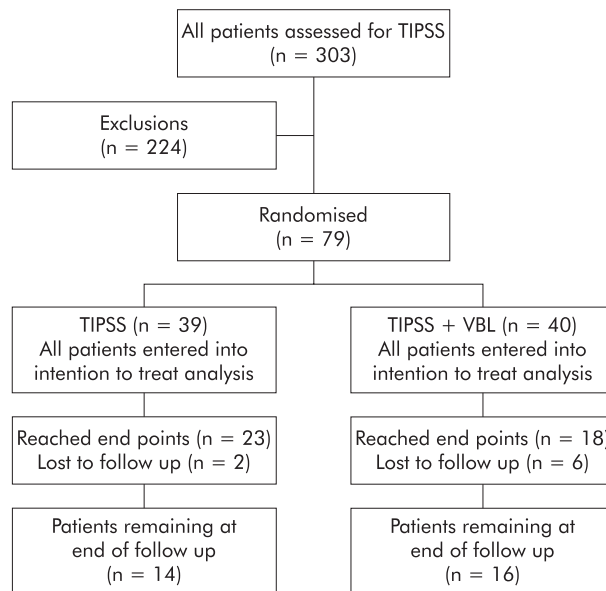 All patients assessed for TIPSS
(n = 303)
Exclusions
(n = 224)
Randomised
(n = 79)
TIPSS (n = 39)
All patients entered into
intention to treat analysis
TIPSS + VBL (n = 40)
All patients entered into
intention to treat analysis
Reached end points (n = 23)
Lost to follow up (n = 2)
Reached end points (n = 18)
Lost to follow up (n = 6)
Patients remaining at
end of follow up
(n = 14)
Patients remaining at
end of follow up
(n = 16)